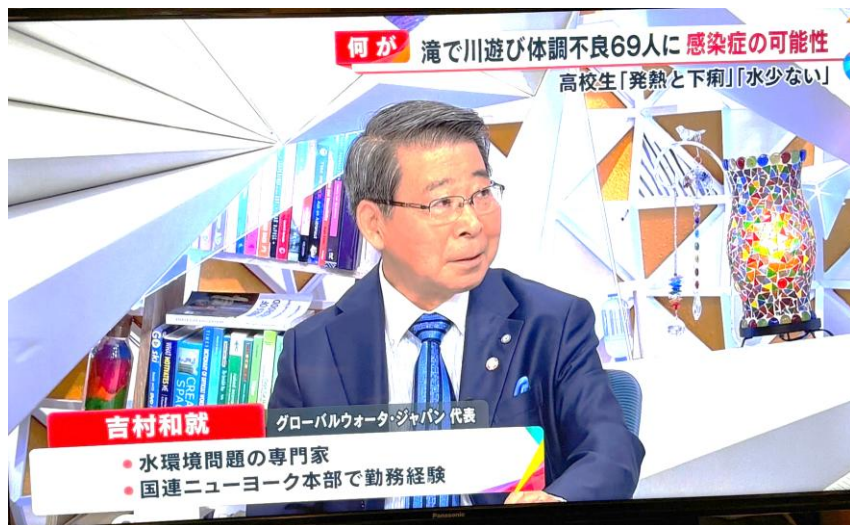 何が
滝で川遊び体調不良69人に 感染症の可能性
高校生「発熱と下痢」「水少ない」
吉村和就
グローバルウォータ・ジャパン 代表
・水環境問題の専門家
・国連ニューヨーク本部で勤務経験
Panasonic